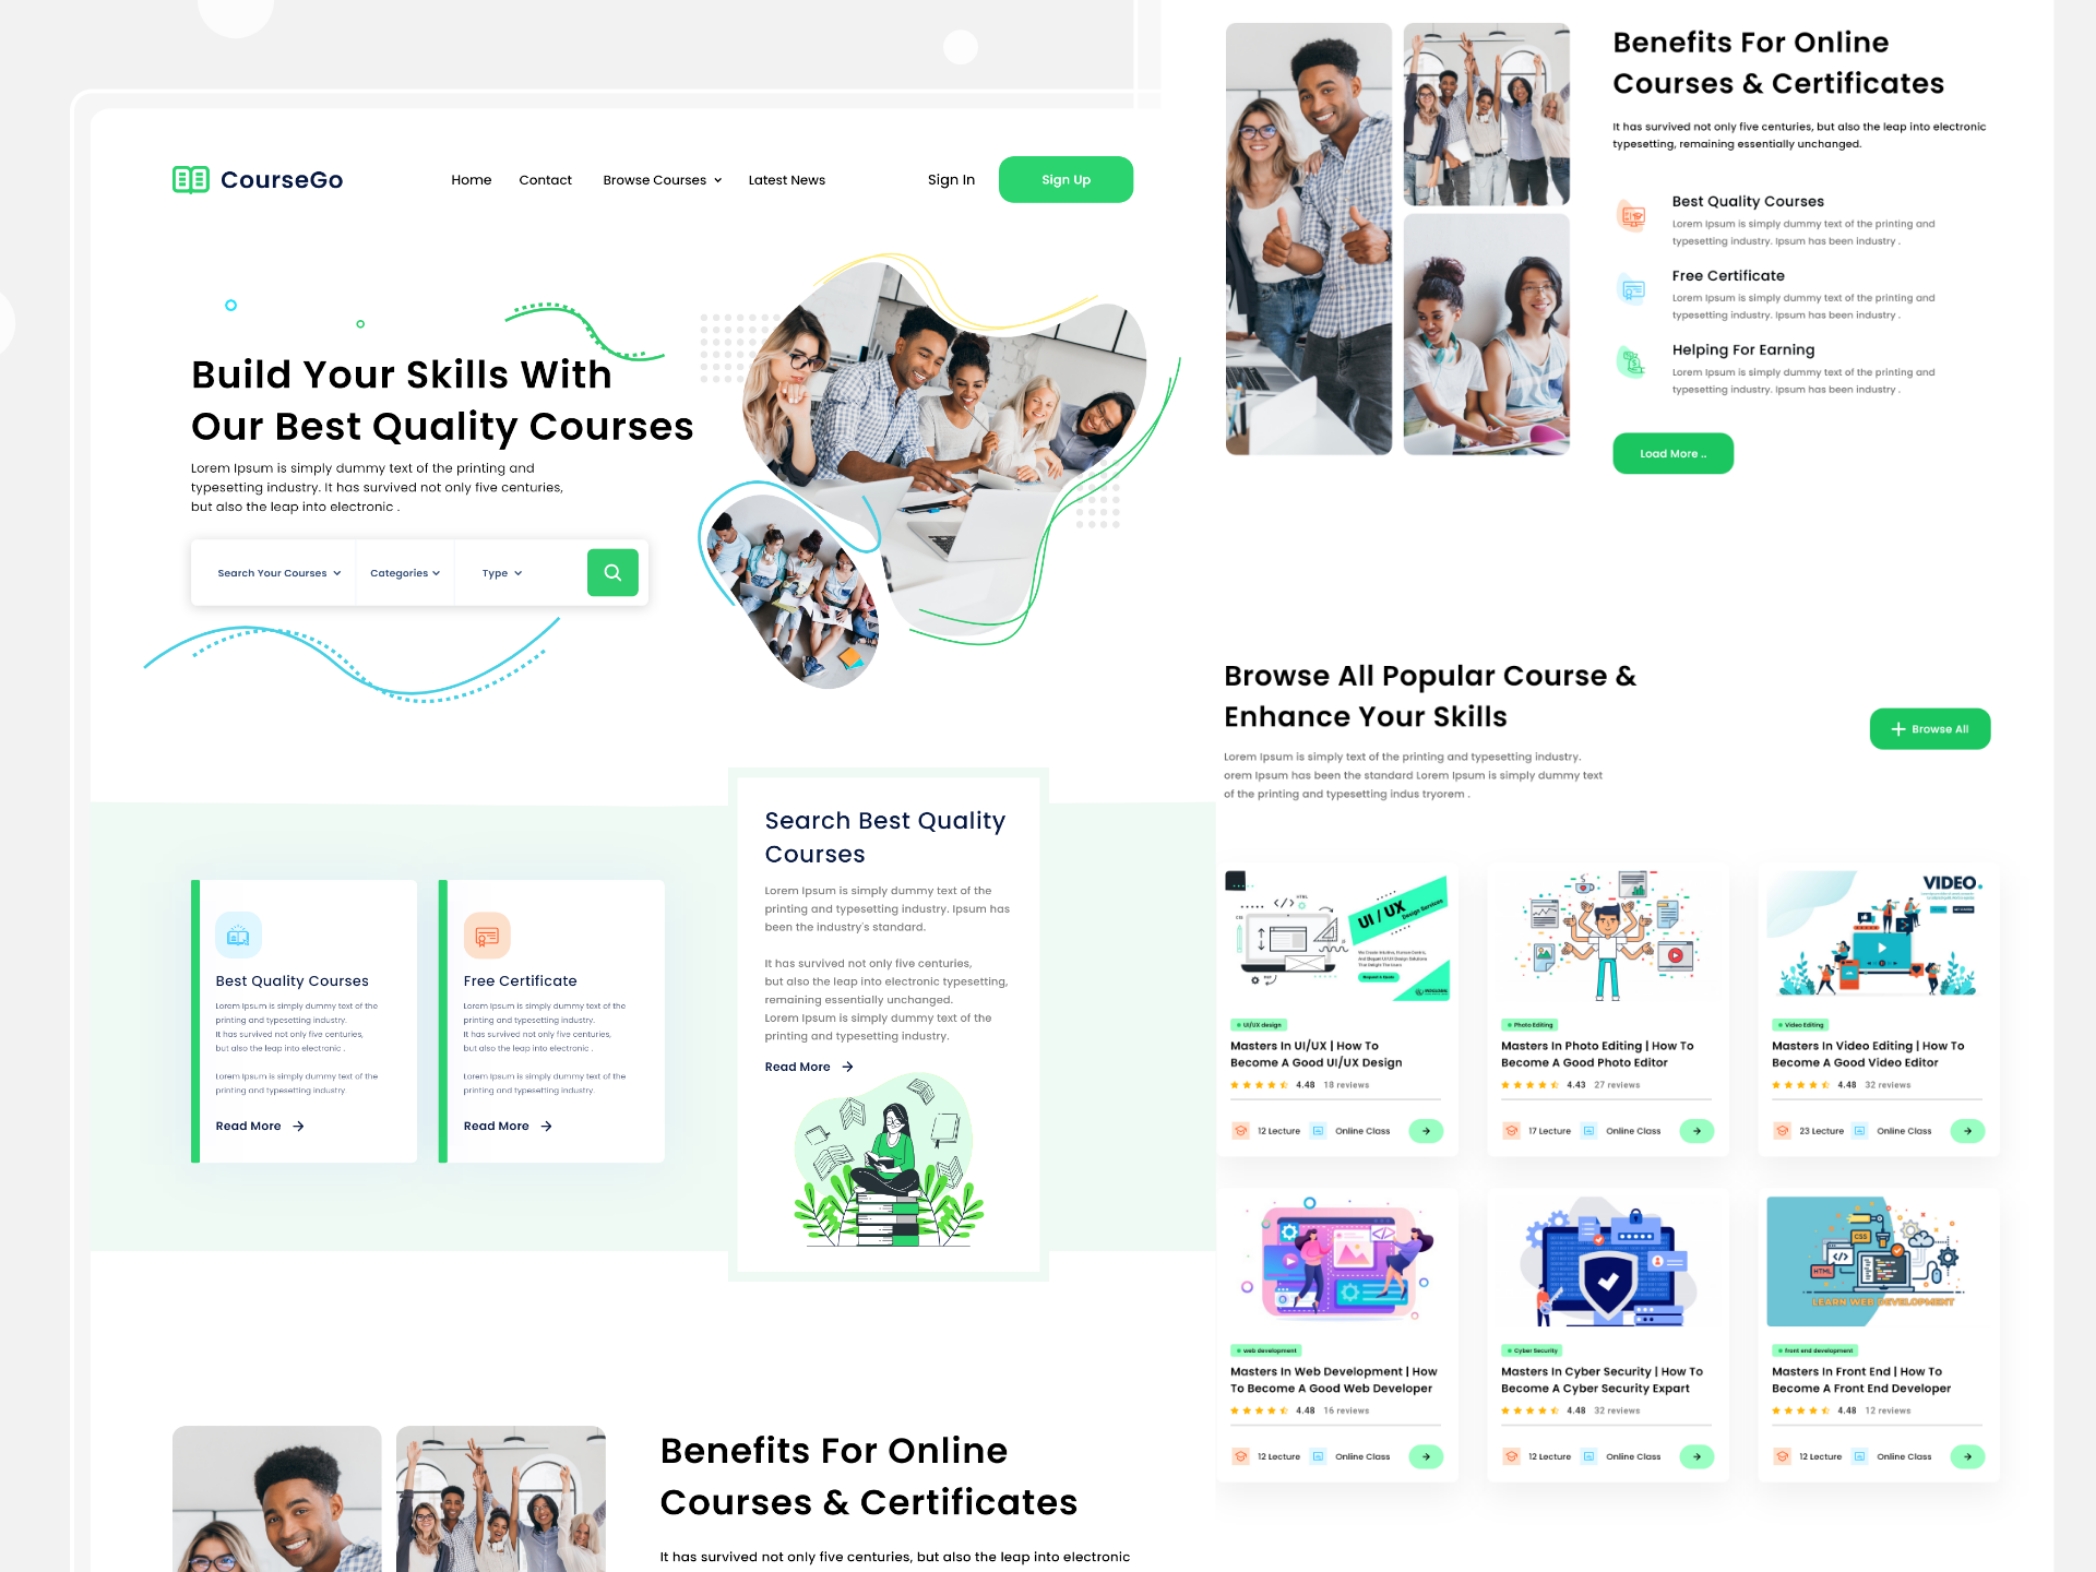 CourseGo
Home
Contact
Browse Courses
Latest News
Sign In
Sign Up
Build Your Skills With
Our Best Quality Courses
Lorem Ipsum is simply dummy text of the printing and
typesetting industry. It has survived not only five centuries,
but also the leap into electronic .
Search Your Courses
Categories
Type
Best Quality Courses
Lorem Ipsum is simply dummy text of the
printing and typesetting industry.
It has survived not only five centuries,
but also the leap into electronic .
Lorem Ipsum is simply dummy text of the
printing and typesetting industry.
Read More
Free Certificate
Lorem Ipsum is simply dummy text of the
printing and typesetting industry.
It has survived not only five centuries,
but also the leap into electronic .
Lorem Ipsum is simply dummy text of the
printing and typesetting industry.
Read More
Search Best Quality
Courses
Lorem Ipsum is simply dummy text of the
printing and typesetting industry. Ipsum has
been the industry's standard.
It has survived not only five centuries,
but also the leap into electronic typesetting,
remaining essentially unchanged.
Lorem Ipsum is simply dummy text of the
printing and typesetting industry.
Read More
Benefits For Online
Courses & Certificates
It has survived not only five centuries, but also the leap into electronic
Benefits For Online
Courses & Certificates
It has survived not only five centuries, but also the leap into electronic
typesetting, remaining essentially unchanged.
Best Quality Courses
Lorem Ipsum is simply dummy text of the printing and
typesetting industry. Ipsum has been industry .
Free Certificate
Lorem Ipsum is simply dummy text of the printing and
typesetting industry. Ipsum has been industry .
Helping For Earning
Lorem Ipsum is simply dummy text of the printing and
typesetting industry. Ipsum has been industry .
Load More ..
Browse All Popular Course &
Enhance Your Skills
Lorem Ipsum is simply text of the printing and typesetting industry.
orem Ipsum has been the standard Lorem Ipsum is simply dummy text
of the printing and typesetting indus tryorem .
Browse All
HTML
</>
CSS
UI / UX
Design Services
UI/UX design
Masters In UI/UX | How To
Become A Good UI/UX Design
4.48 18 reviews
12 Lecture
Online Class
Photo Editing
Masters In Photo Editing | How To
Become A Good Photo Editor
4.43 27 reviews
17 Lecture
Online Class
VIDEO.
Video Editing
Masters In Video Editing | How To
Become A Good Video Editor
4.48 32 reviews
23 Lecture
Online Class
</>
web development
Masters In Web Development | How
To Become A Good Web Developer
4.48 16 reviews
12 Lecture
Online Class
Cyber Security
Masters In Cyber Security | How To
Become A Cyber Security Expart
4.48 32 reviews
12 Lecture
Online Class
CSS
</>
HTML
LEARN WEB DEVELOPMENT
front end development
Masters In Front End | How To
Become A Front End Developer
4.48 12 reviews
12 Lecture
Online Class